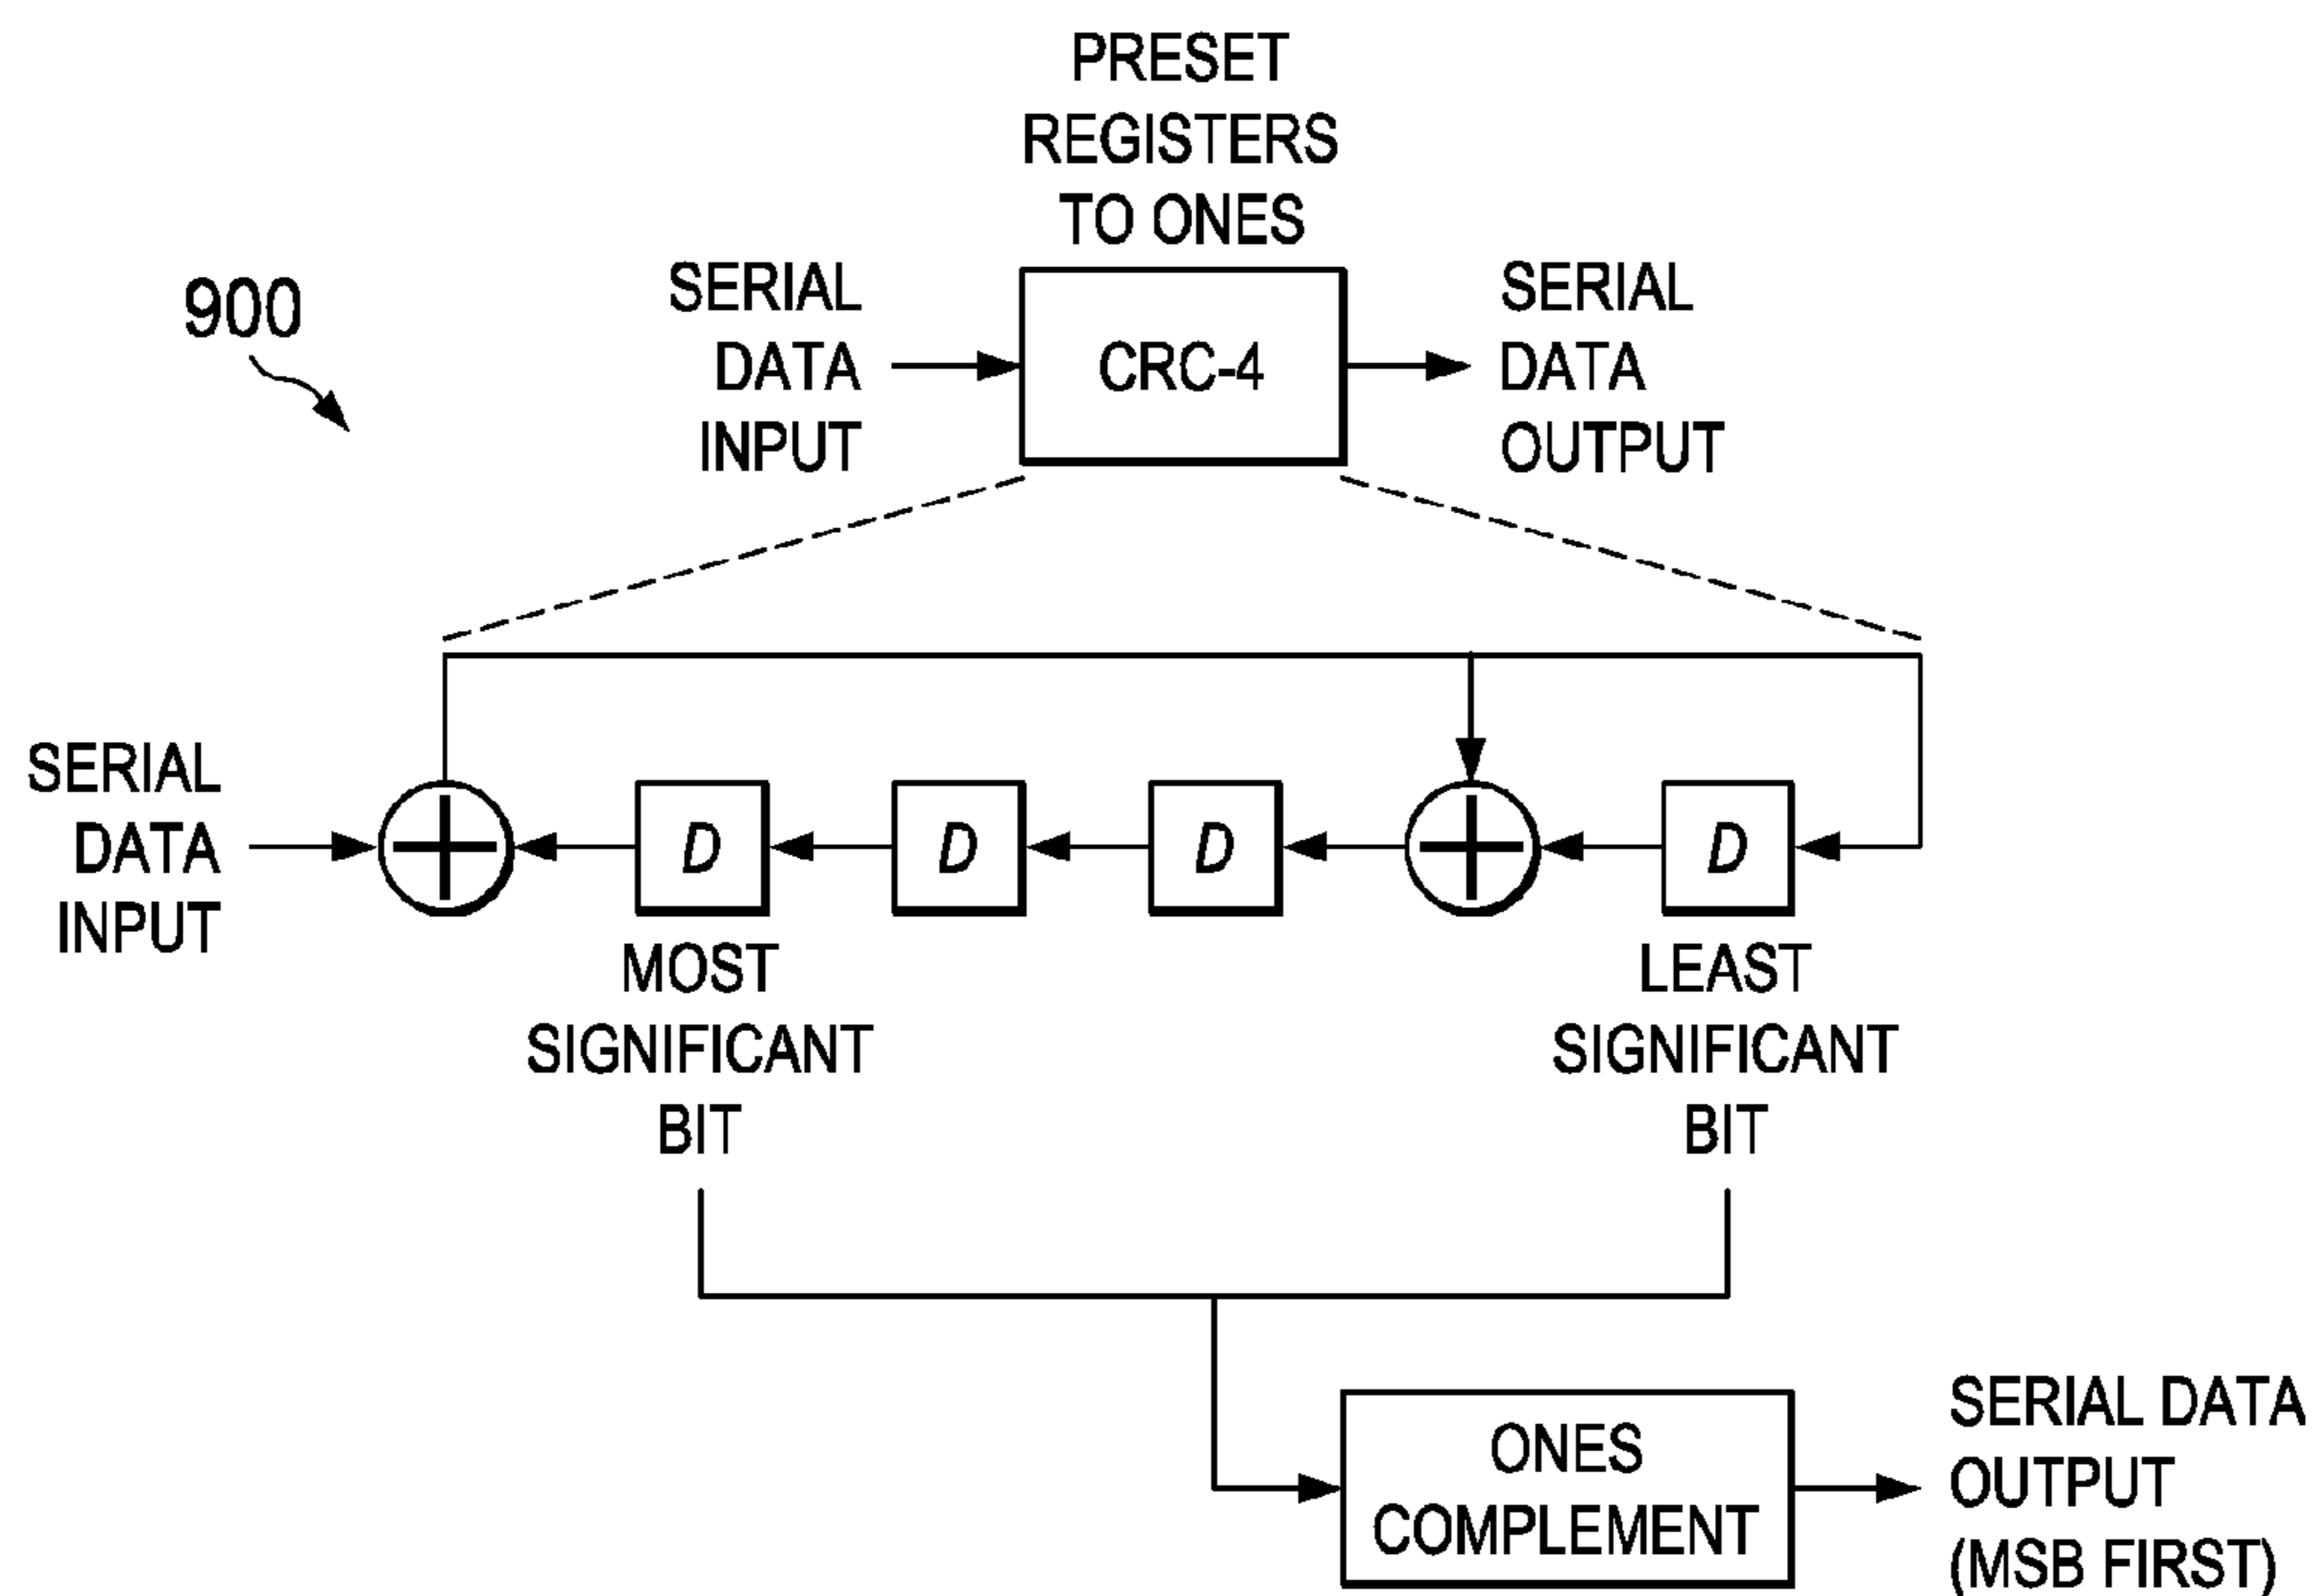 PRESET
REGISTERS
TO ONES
900
SERIAL
DATA
INPUT
CRC-4
SERIAL
DATA
OUTPUT
SERIAL
DATA
INPUT
D
D
D
D
MOST
SIGNIFICANT
BIT
LEAST
SIGNIFICANT
BIT
ONES
COMPLEMENT
SERIAL DATA
OUTPUT
(MSB FIRST)